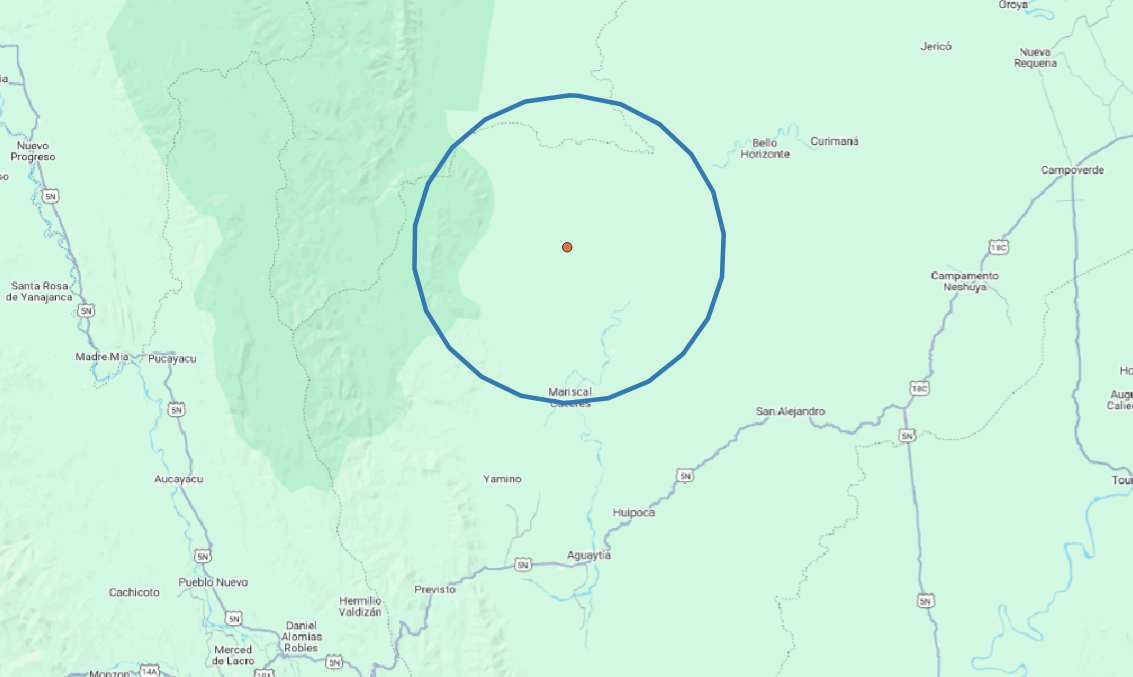 Oroya
Jericó
Nueva
Requena
Nuevo
Progreso
Bello
Horizonte
Curimaná
Campoverde
5N
18C
Santa Rosa
de Yanajanca
Campamento
Neshuya
5N
Madre Mia
Pucayacu
18C
Mariscal
Cáceres
5N
San Alejandro
5N
Aucayacu
Yamino
5N
Huipoca
5N
Aguaytía
5N
Pueblo Nuevo
Cachicoto
Previsto
Hermilio
Valdizán
5N
5N
Daniel
Alomías
Robles
Merced
de Lacro
5N
Monzon
14A